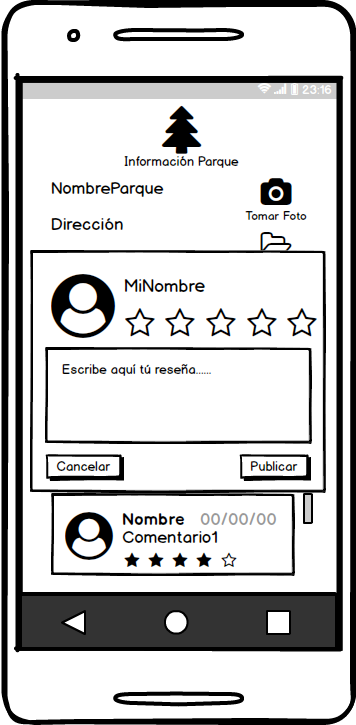 23:16
Información Parque
NombreParque
Tomar Foto
Dirección
MiNombre
Escribe aquí tú reseña......
Cancelar Publicar
Nombre 00/00/00
Comentario1